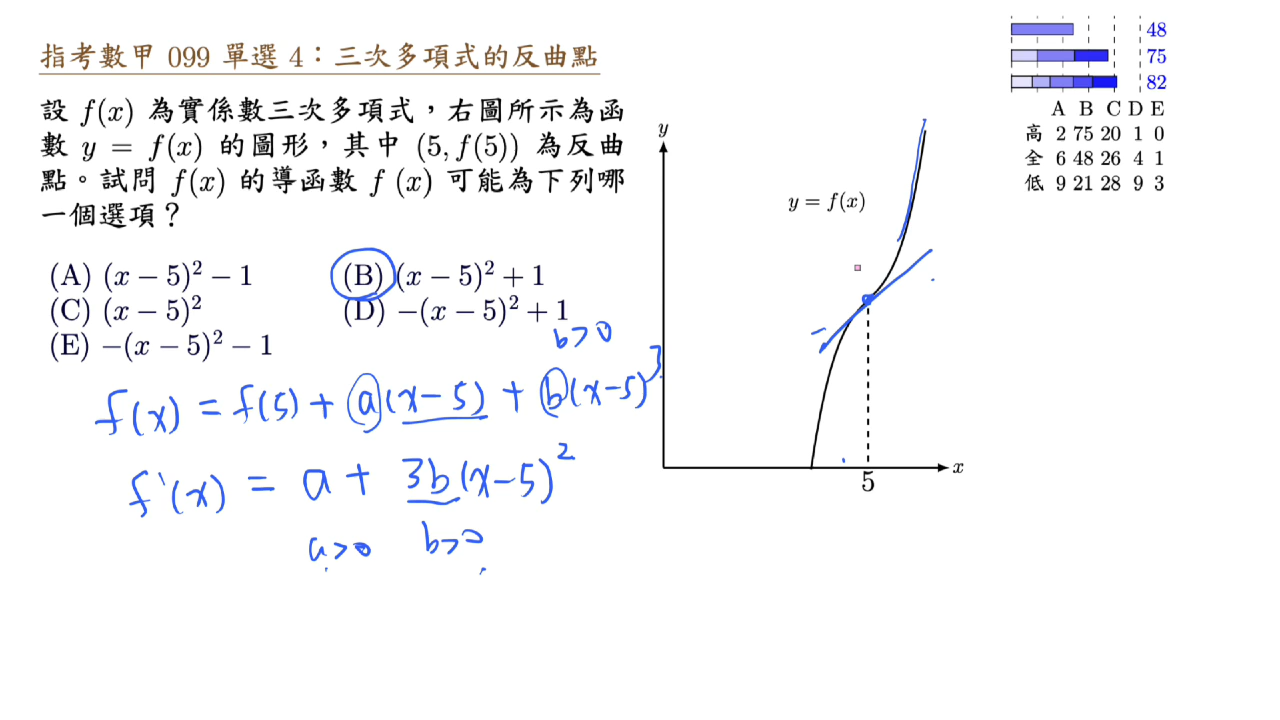 指考數甲 099 單選 4：三次多項式的反曲點
設 f(x) 為實係數三次多項式，右圖所示為函
數 y = f(x) 的圖形，其中 (5, f(5)) 為反曲
點。試問 f(x) 的導函數 f (x) 可能為下列哪
一個選項？
(A) (x − 5)² − 1 (B) (x − 5)² + 1
(C) (x − 5)² (D) −(x − 5)² + 1
(E) −(x − 5)² − 1
b>0
f(x) = f(5) + a(x−5) + b(x−5)³
f'(x) = a + 3b(x−5)²
a>0 b>0
y
y = f(x)
x
5
48
75
82
A B C D E
高 2 75 20 1 0
全 6 48 26 4 1
低 9 21 28 9 3